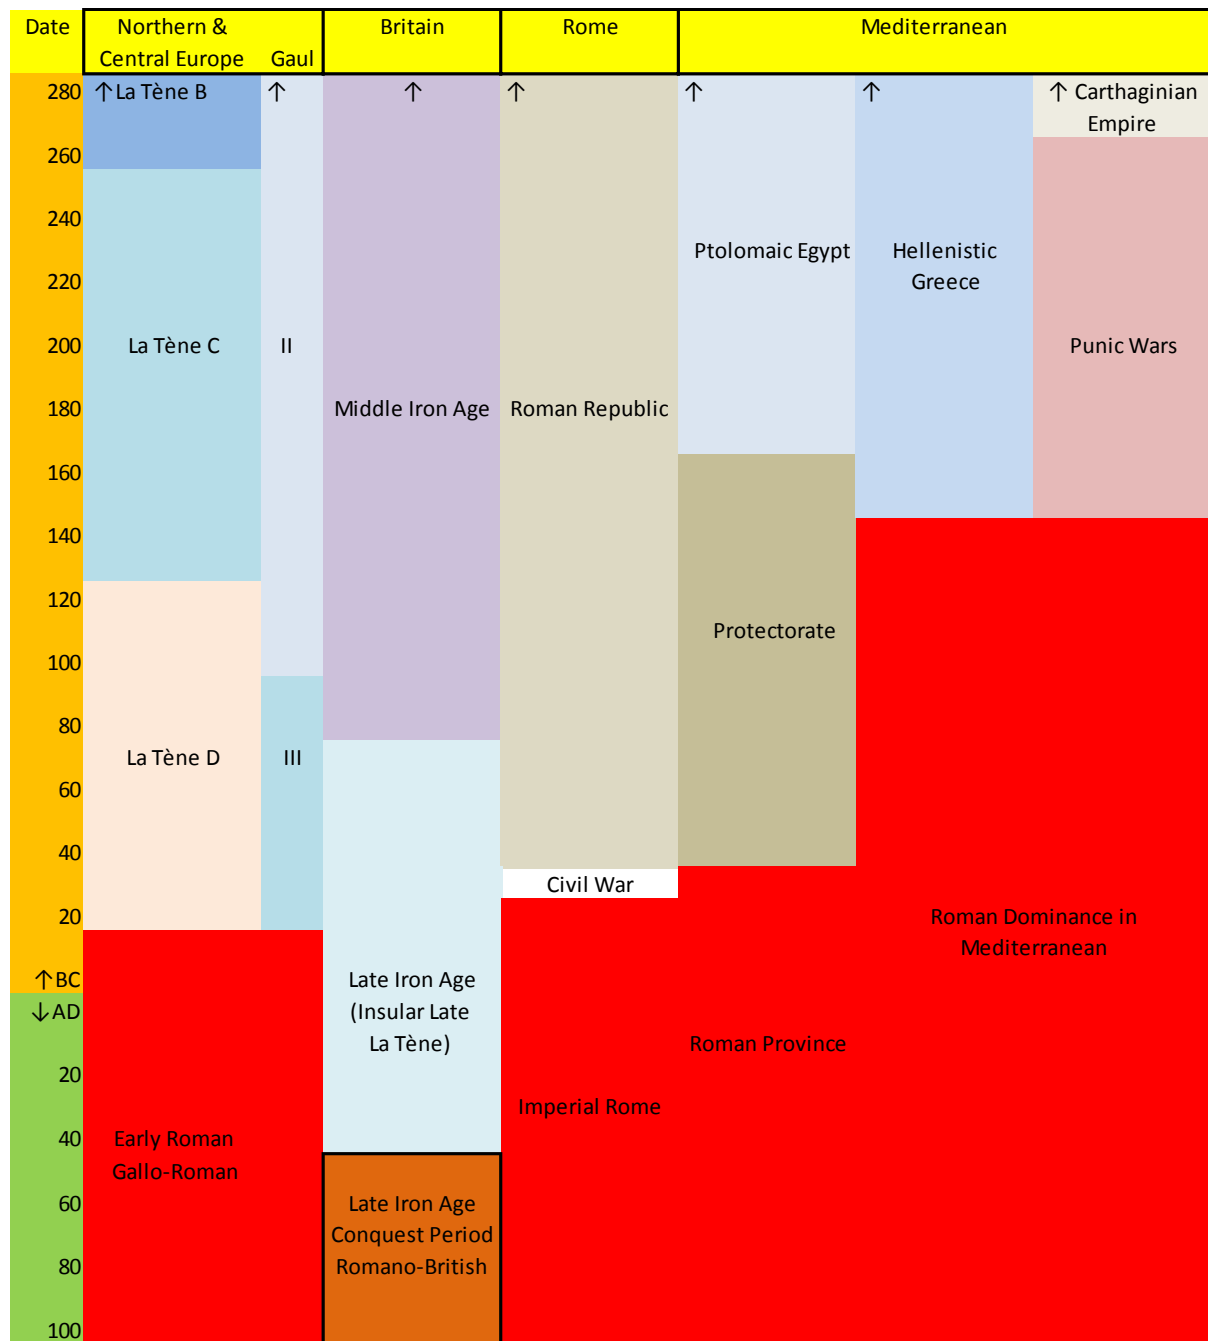 Date
Northern &
Central Europe
Gaul
Britain
Rome
Mediterranean
280
↑La Tène B
↑
↑
↑
↑
↑
↑ Carthaginian
Empire
260
240
Ptolomaic Egypt
Hellenistic
Greece
220
200
La Tène C
II
Punic Wars
180
Middle Iron Age
Roman Republic
160
140
120
Protectorate
100
80
La Tène D
III
60
40
Civil War
20
Roman Dominance in
Mediterranean
↑BC
↓AD
Late Iron Age
(Insular Late
La Tène)
Roman Province
20
Imperial Rome
40
Early Roman
Gallo-Roman
60
Late Iron Age
Conquest Period
Romano-British
80
100